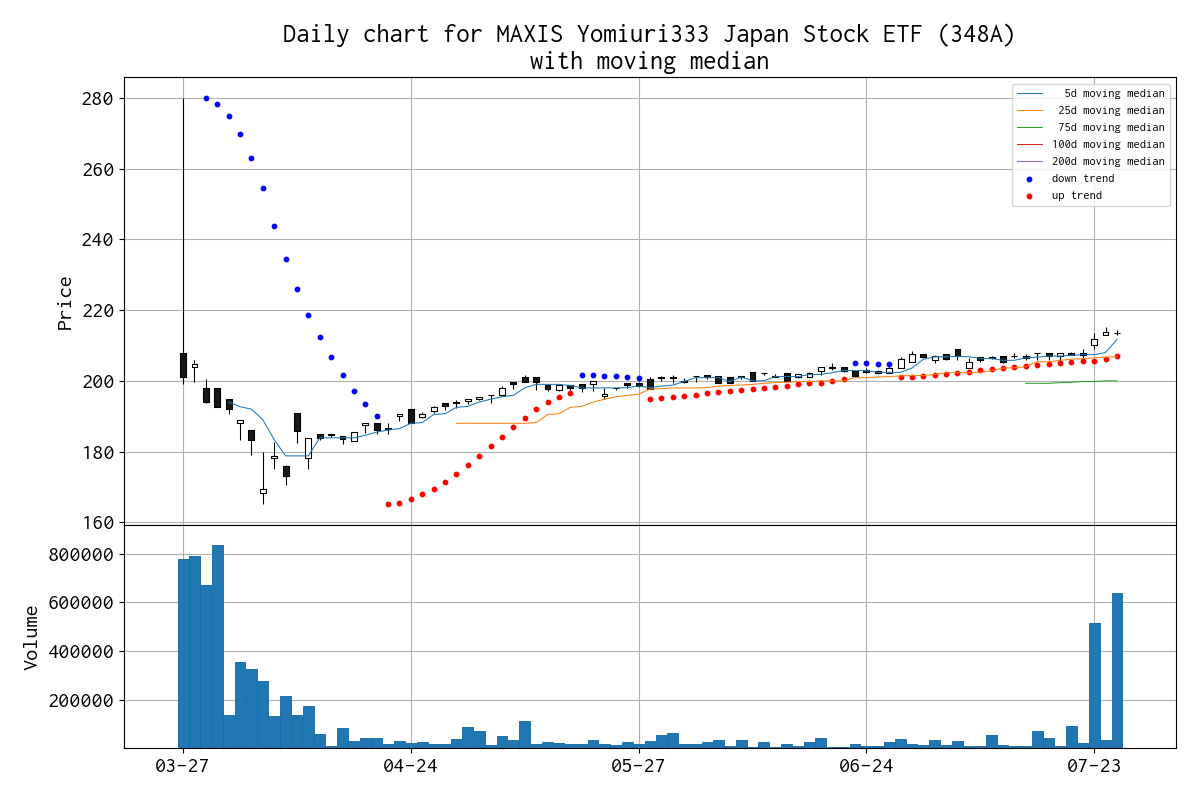 Daily chart for MAXIS Yomiuri333 Japan Stock ETF (348A)
with moving median
5d moving median
25d moving median
75d moving median
100d moving median
200d moving median
down trend
up trend
Price
280
260
240
220
200
180
160
Volume
800000
600000
400000
200000
03-27
04-24
05-27
06-24
07-23